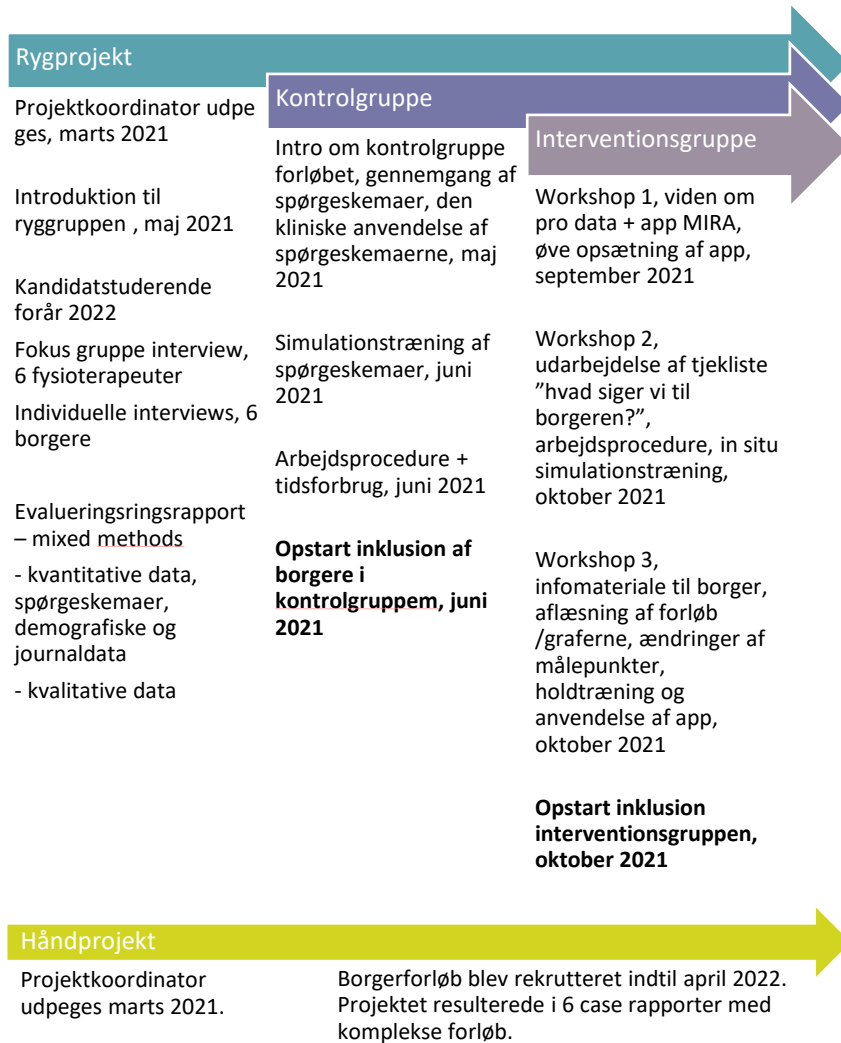 Rygprojekt
Projektkoordinator udpe
ges, marts 2021
Introduktion til
ryggruppen , maj 2021
Kandidatstuderende
forår 2022
Fokus gruppe interview,
6 fysioterapeuter
Individuelle interviews, 6
borgere
Evalueringsringsrapport
– mixed methods
- kvantitative data,
spørgeskemaer,
demografiske og
journaldata
- kvalitative data
Kontrolgruppe
Intro om kontrolgruppe
forløbet, gennemgang af
spørgeskemaer, den
kliniske anvendelse af
spørgeskemaerne, maj
2021
Simulationstræning af
spørgeskemaer, juni
2021
Arbejdsprocedure +
tidsforbrug, juni 2021
Opstart inklusion af
borgere i
kontrolgruppem, juni
2021
Interventionsgruppe
Workshop 1, viden om
pro data + app MIRA,
øve opsætning af app,
september 2021
Workshop 2,
udarbejdelse af tjekliste
”hvad siger vi til
borgeren?”,
arbejdsprocedure, in situ
simulationstræning,
oktober 2021
Workshop 3,
infomateriale til borger,
aflæsning af forløb
/graferne, ændringer af
målepunkter,
holdtræning og
anvendelse af app,
oktober 2021
Opstart inklusion
interventionsgruppen,
oktober 2021
Håndprojekt
Projektkoordinator
udpeges marts 2021.
Borgerforløb blev rekrutteret indtil april 2022.
Projektet resulterede i 6 case rapporter med
komplekse forløb.